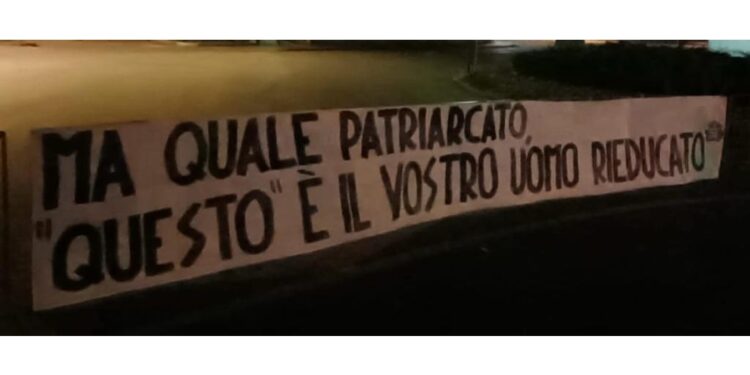 MA QUALE PATRIARCATO,
"QUESTO" È IL VOSTRO UOMO RIEDUCATO